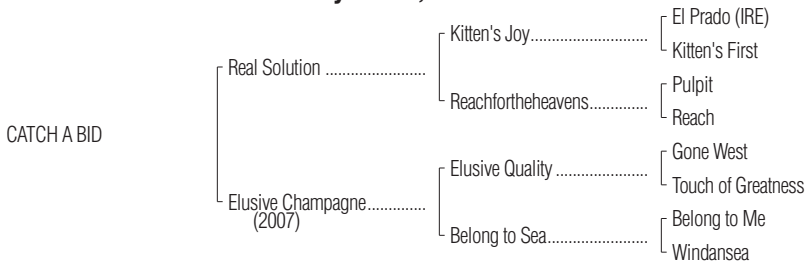 El Prado (IRE)
Kitten's Joy..............................
Kitten's First
Real Solution .........................
Pulpit
Reachfortheheavens...............
Reach
CATCH A BID
Gone West
Elusive Quality .......................
Touch of Greatness
Elusive Champagne...............
(2007)
Belong to Me
Belong to Sea.........................
Windansea